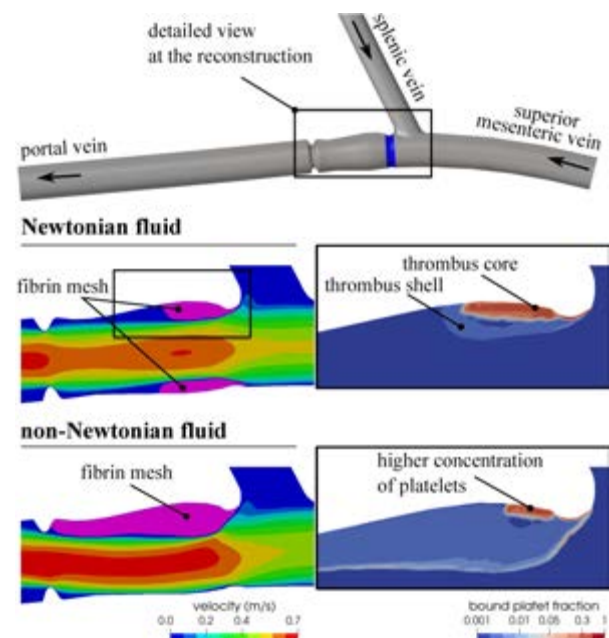 detailed view
at the reconstruction
splenic
vein
superior
mesenteric vein
portal vein
Newtonian fluid
fibrin mesh
thrombus core
thrombus shell
non-Newtonian fluid
fibrin mesh
higher concentration
of platelets
velocity (m/s)
0.0 0.2 0.4 0.7
bound platet fraction
0.001 0.01 0.05 0.3 1